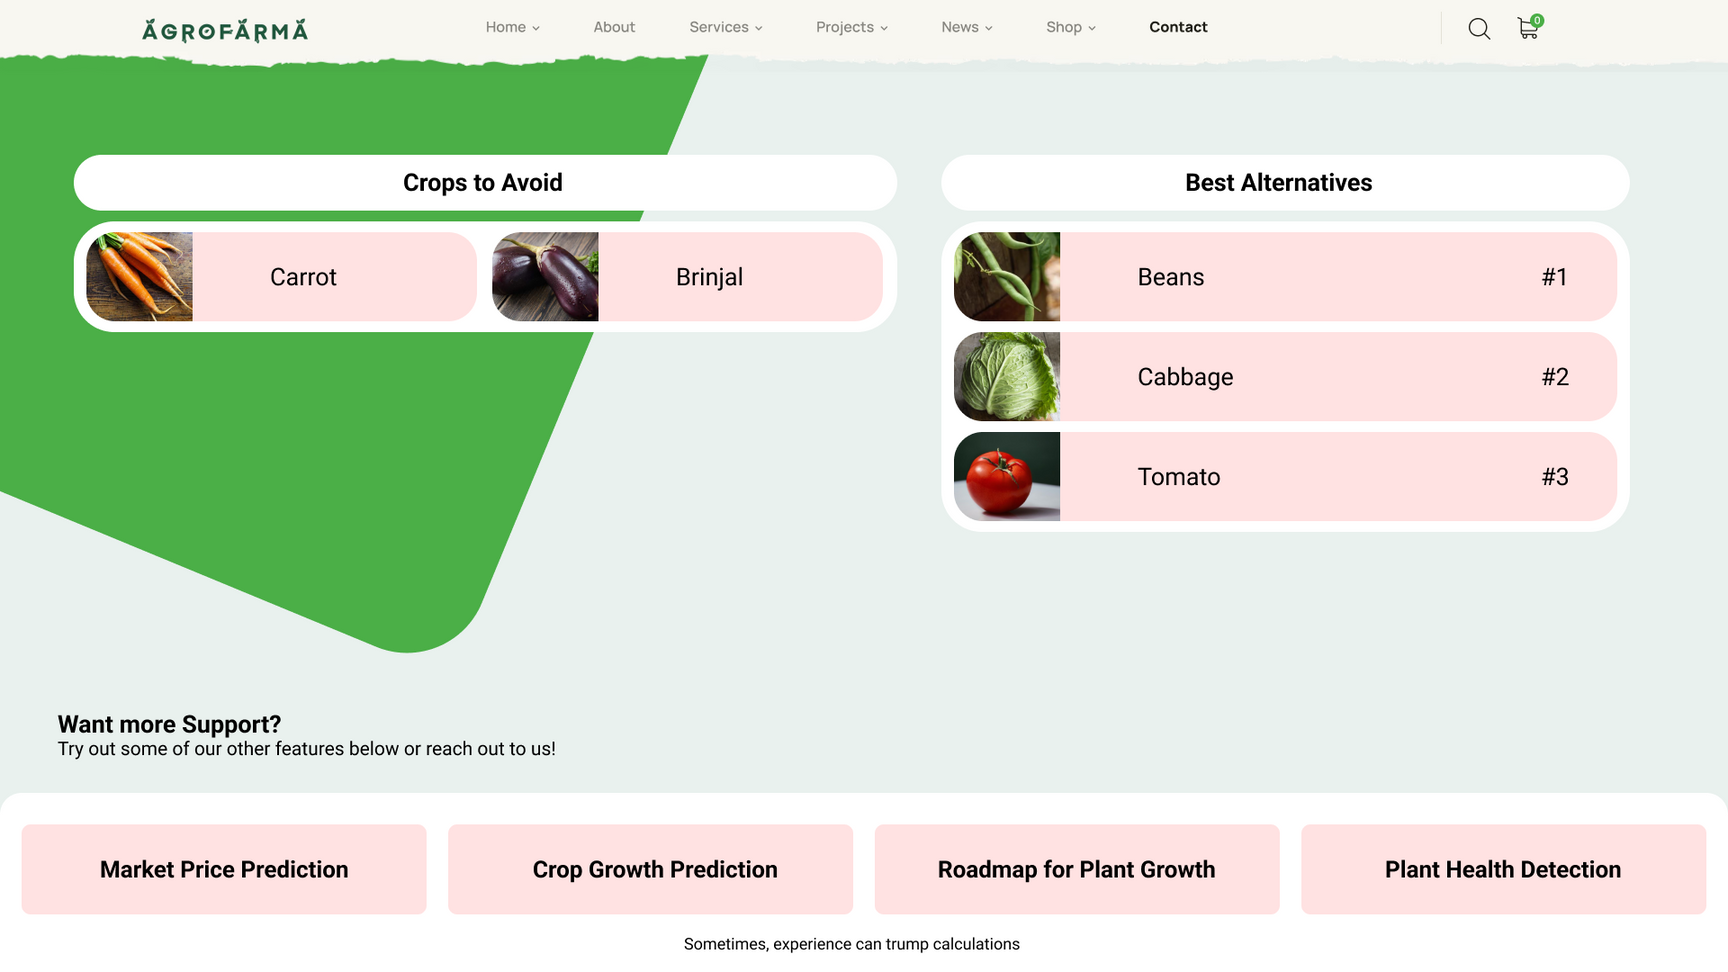 ÄGROFÄRMÄ
Home
About
Services
Projects
News
Shop
Contact
0
Crops to Avoid
Best Alternatives
Carrot
Brinjal
Beans
#1
Cabbage
#2
Tomato
#3
Want more Support?
Try out some of our other features below or reach out to us!
Market Price Prediction
Crop Growth Prediction
Roadmap for Plant Growth
Plant Health Detection
Sometimes, experience can trump calculations